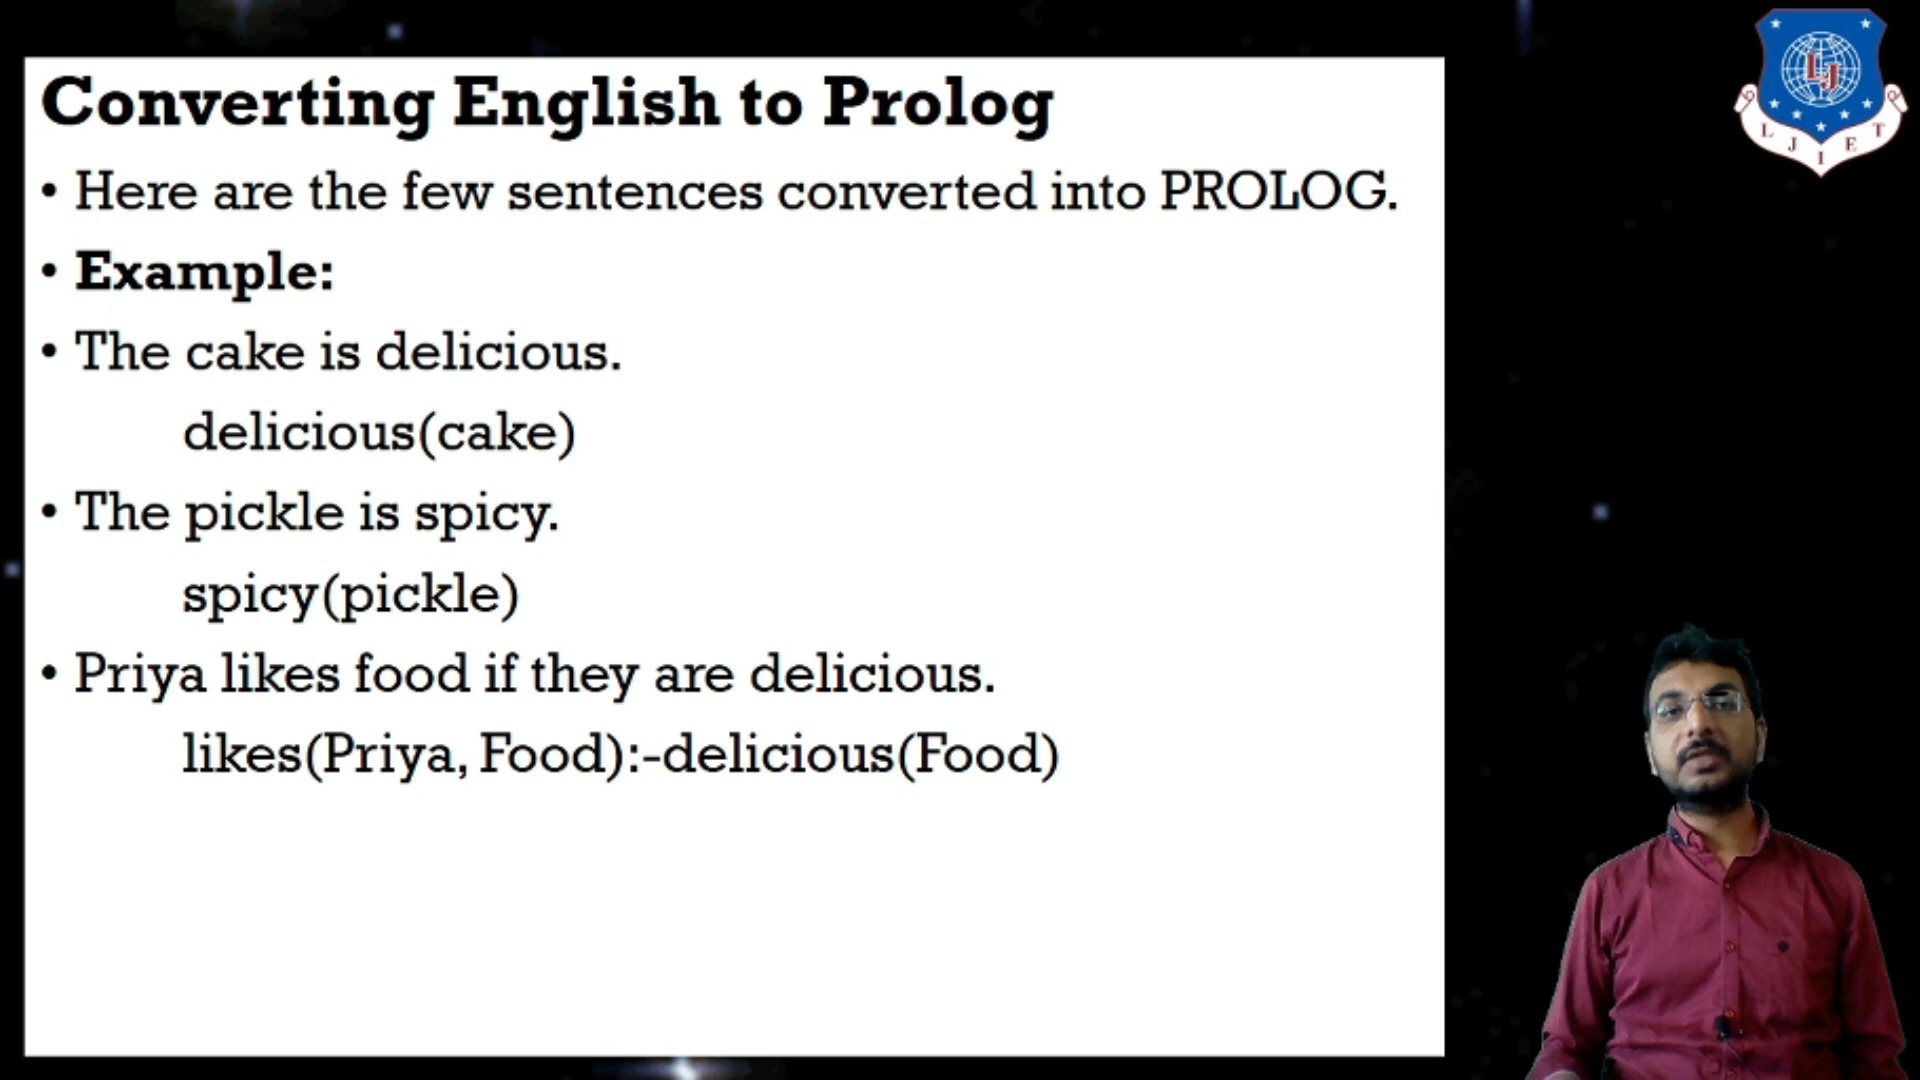 Converting English to Prolog
• Here are the few sentences converted into PROLOG.
• Example:
• The cake is delicious.
delicious(cake)
• The pickle is spicy.
spicy(pickle)
• Priya likes food if they are delicious.
likes(Priya, Food):-delicious(Food)
LJ
L J I E T